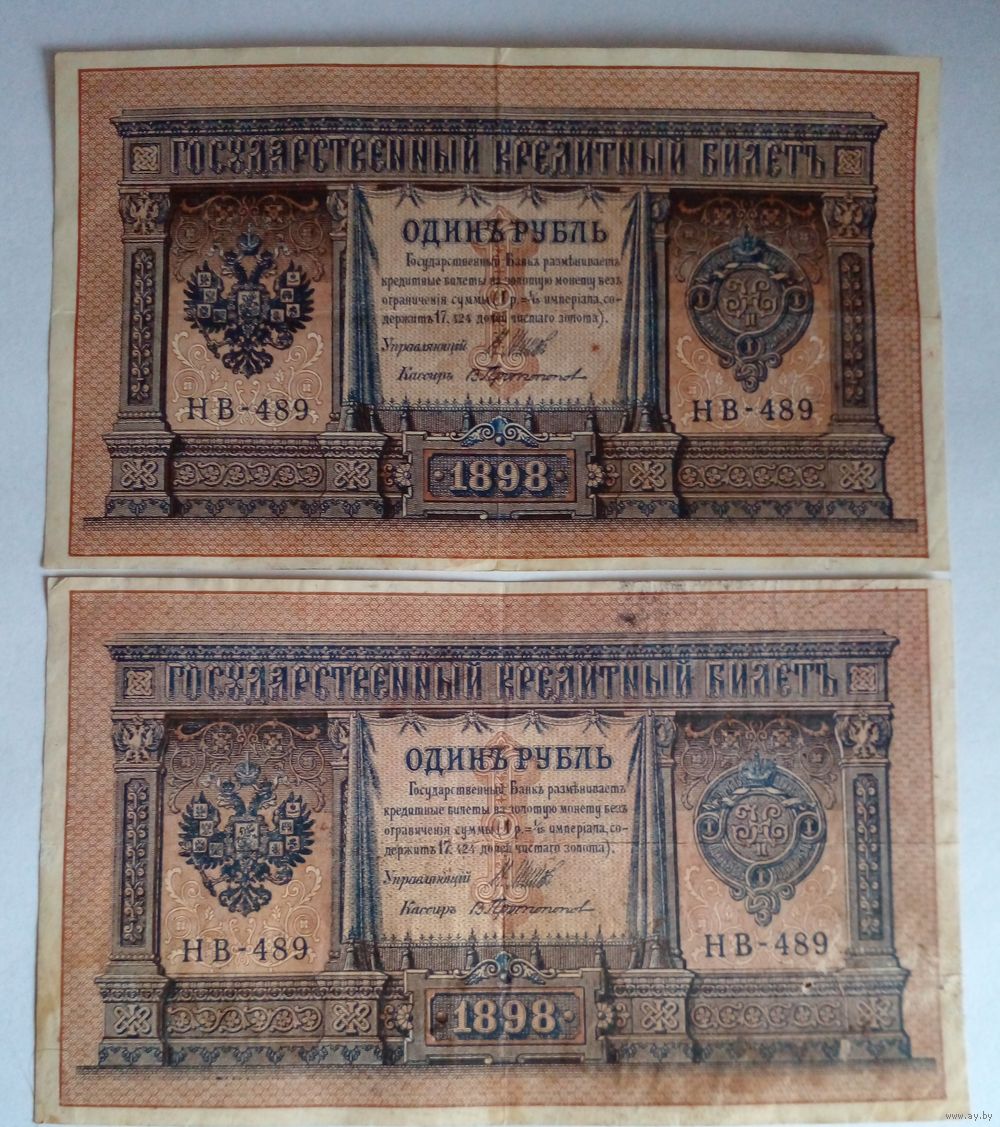 ГОСУДАРСТВЕННЫЙ КРЕДИТНЫЙ БИЛЕТЪ
ОДИНЪ РУБЛЬ
Государственный Банкъ размѣниваетъ
кредитные билеты на золотую монету безъ
ограниченія суммы (1 р. = 1/15 имперіала, со-
держитъ 17,424 долей чистаго золота).
Управляющій
Кассиръ В. Протопопов
НВ-489 НВ-489
1898
ГОСУДАРСТВЕННЫЙ КРЕДИТНЫЙ БИЛЕТЪ
ОДИНЪ РУБЛЬ
Государственный Банкъ размѣниваетъ
кредитные билеты на золотую монету безъ
ограниченія суммы (1 р. = 1/15 имперіала, со-
держитъ 17,424 долей чистаго золота).
Управляющій
Кассиръ В. Протопопов
НВ-489 НВ-489
1898
www.ay.by